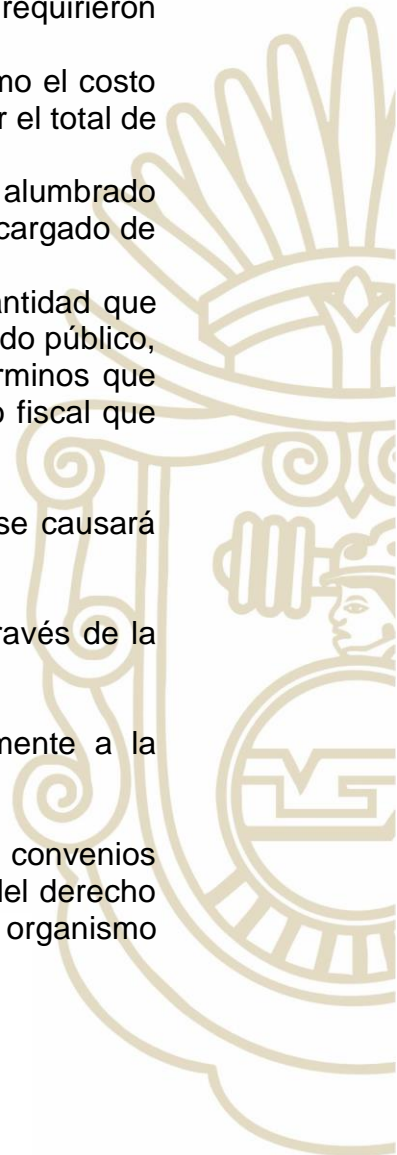 requirieron
mo el costo
r el total de
alumbrado
cargado de
antidad que
do público,
rminos que
o fiscal que
se causará
ravés de la
mente a la
convenios
del derecho
organismo